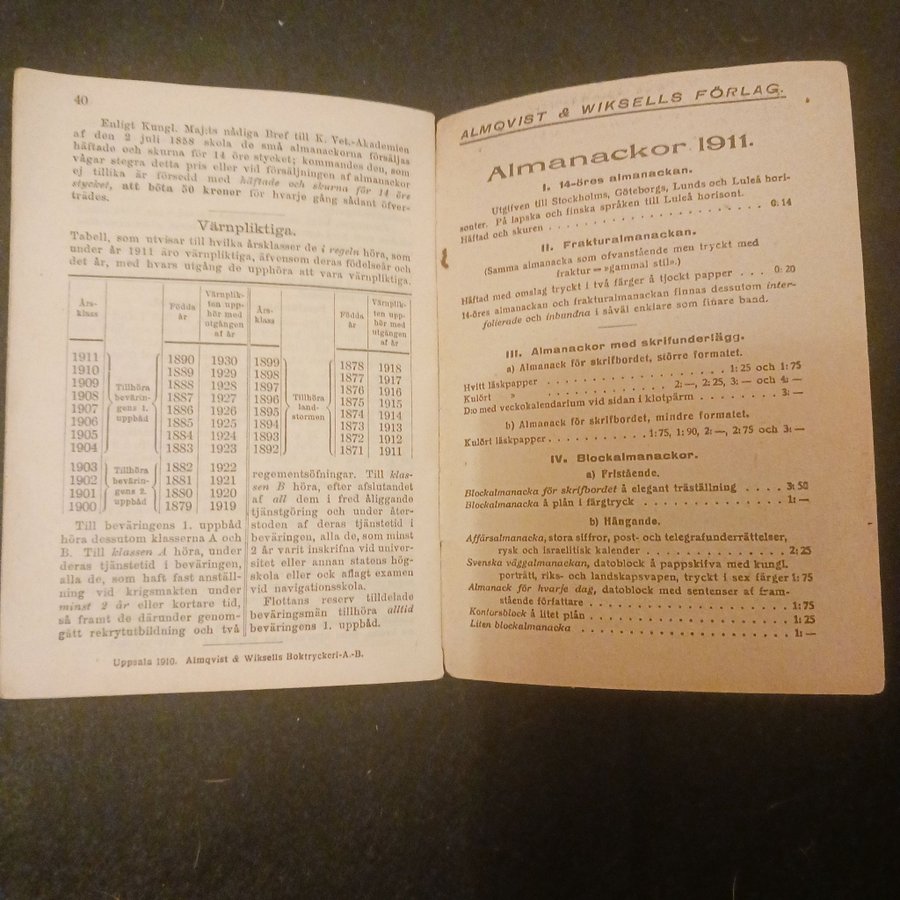 40
Enligt Kungl. Maj:ts nådiga Bref till K. Vet.-Akademien
af den 2 juli 1858 skola de små almanackorna försäljas
häftade och skurna för 14 öre stycket; kommandes den, som
vågar stegra detta pris eller vid försäljningen af almanackor
ej tillika är försedd med häftade och skurna för 14 öre
stycket, att böta 50 kronor för hvarje gång sådant öfver-
trädes.
Värnpliktiga.
Tabell, som utvisar till hvilka årsklasser de i regeln höra, som
under år 1911 äro värnpliktiga, äfvensom deras födelseår och
det år, med hvars utgång de upphöra att vara värnpliktiga.
Års-
klass
Födda
år
Värnplik-
ten upp-
hör med
utgången
af år
Års-
klass
Födda
år
Värnplik-
ten upp-
hör med
utgången
af år
1911 1890 1930 1899 1878 1918
1910 1889 1929 1898 1877 1917
1909 Tillhöra 1888 1928 1897 Tillhöra 1876 1916
1908 bevärin- 1887 1927 1896 land- 1875 1915
1907 gens 1. 1886 1926 1895 stormen 1874 1914
1906 uppbåd 1885 1925 1894 1873 1913
1905 1884 1924 1893 1872 1912
1904 1883 1923 1892 1871 1911
1903 Tillhöra 1882 1922
1902 bevärin- 1881 1921
1901 gens 2. 1880 1920
1900 uppbåd 1879 1919
Till beväringens 1. uppbåd
höra dessutom klasserna A och
B. Till klassen A höra, under
deras tjänstetid i beväringen,
alla de, som haft fast anställ-
ning vid krigsmakten under
minst 2 år eller kortare tid,
så framt de därunder genom-
gått rekrytutbildning och två
regementsöfningar. Till klas-
sen B höra, efter afslutandet
af all dem i fred åliggande
tjänstgöring och under åter-
stoden af deras tjänstetid i
beväringen, alla de, som minst
2 år varit inskrifna vid univer-
sitet eller annan statens hög-
skola eller ock aflagt examen
vid navigationsskola.
Flottans reserv tilldelade
beväringsmän tillhöra alltid
beväringens 1. uppbåd.
Uppsala 1910. Almqvist & Wiksells Boktryckeri-A.-B.
ALMQVIST & WIKSELLS FÖRLAG.
Almanackor 1911.
I. 14-öres almanackan.
Utgifven till Stockholms, Göteborgs, Lunds och Luleå hori-
sonter. På lapska och finska språken till Luleå horisont.
Häftad och skuren . . . . . . . . . . . . . . . . 0: 14
II. Frakturalmanackan.
(Samma almanacka som ofvanstående men tryckt med
fraktur = »gammal stil».)
Häftad med omslag tryckt i två färger å tjockt papper . . . 0: 20
14-öres almanackan och frakturalmanackan finnas dessutom inter-
folierade och inbundna i såväl enklare som finare band.
III. Almanackor med skrifunderlägg.
a) Almanack för skrifbordet, större formatet.
Hvitt läskpapper . . . . . . . . . . . . . 1: 25 och 1: 75
Kulört » . . . . . . . . . 2: —, 2: 25, 3: — och 4: —
D:o med veckokalendarium vid sidan i klotpärm . . . . . . 3: —
b) Almanack för skrifbordet, mindre formatet.
Kulört läskpapper . . . . . . . . 1: 75, 1: 90, 2: —, 2: 75 och 3: —
IV. Blockalmanackor.
a) Fristående.
Blockalmanacka för skrifbordet å elegant träställning . . . . 3: 50
Blockalmanacka å plån i färgtryck . . . . . . . . . . 1: —
b) Hängande.
Affärsalmanacka, stora siffror, post- och telegrafunderrättelser,
rysk och israelitisk kalender . . . . . . . . . . . 2: 25
Svenska väggalmanackan, datoblock å pappskifva med kungl.
porträtt, riks- och landskapsvapen, tryckt i sex färger 1: 75
Almanack för hvarje dag, datoblock med sentenser af fram-
stående författare . . . . . . . . . . . . . . . 1: 75
Kontorsblock å litet plån . . . . . . . . . . . . . 1: 25
Liten blockalmanacka . . . . . . . . . . . . . . 1: —